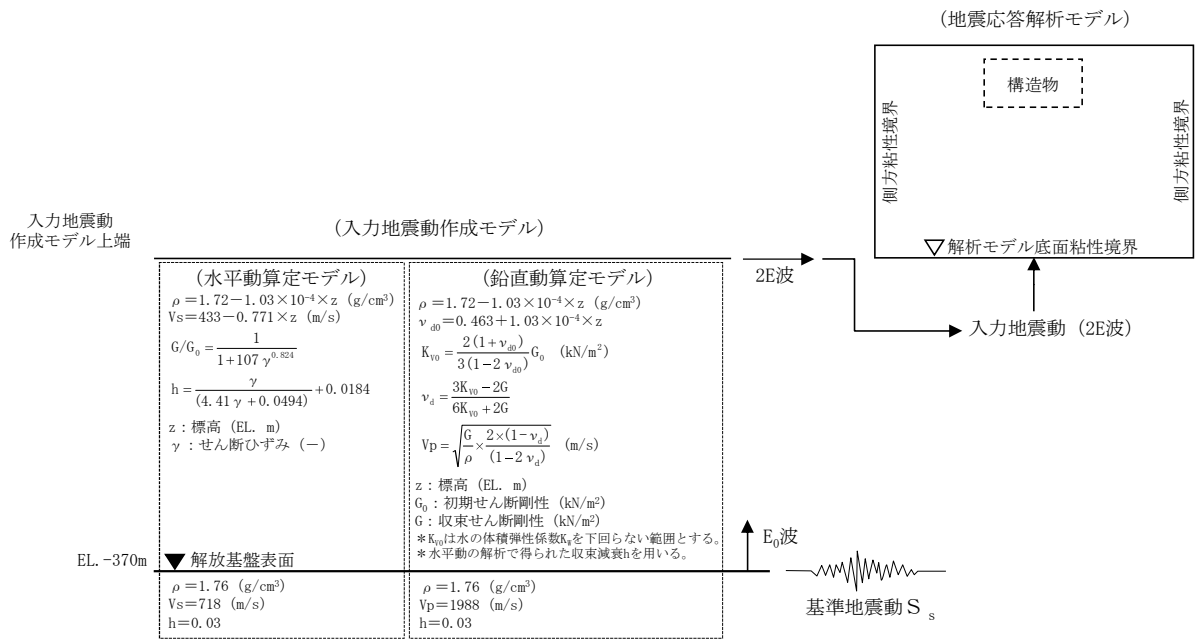 (地震応答解析モデル)
構造物
側方粘性境界
側方粘性境界
▽解析モデル底面粘性境界
入力地震動
作成モデル上端
(入力地震動作成モデル)
2E波
入力地震動 (2E波)
(水平動算定モデル)
ρ=1.72-1.03×10⁻⁴×z (g/cm³)
Vs=433-0.771×z (m/s)
G/G₀ = 1/(1+107γ^0.824)
h = γ/(4.41γ+0.0494) +0.0184
z:標高 (EL. m)
γ:せん断ひずみ (-)
(鉛直動算定モデル)
ρ=1.72-1.03×10⁻⁴×z (g/cm³)
ν_d0=0.463+1.03×10⁻⁴×z
K_V0 = 2(1+ν_d0)/3(1-2ν_d0) G₀ (kN/m²)
ν_d = (3K_V0-2G)/(6K_V0+2G)
Vp = √(G/ρ × 2×(1-ν_d)/(1-2ν_d)) (m/s)
z:標高 (EL. m)
G₀:初期せん断剛性 (kN/m²)
G:収束せん断剛性 (kN/m²)
*K_V0は水の体積弾性係数K_Wを下回らない範囲とする。
*水平動の解析で得られた収束減衰hを用いる。
EL.-370m ▼ 解放基盤表面
E₀波
基準地震動Ss
ρ=1.76 (g/cm³)
Vs=718 (m/s)
h=0.03
ρ=1.76 (g/cm³)
Vp=1988 (m/s)
h=0.03